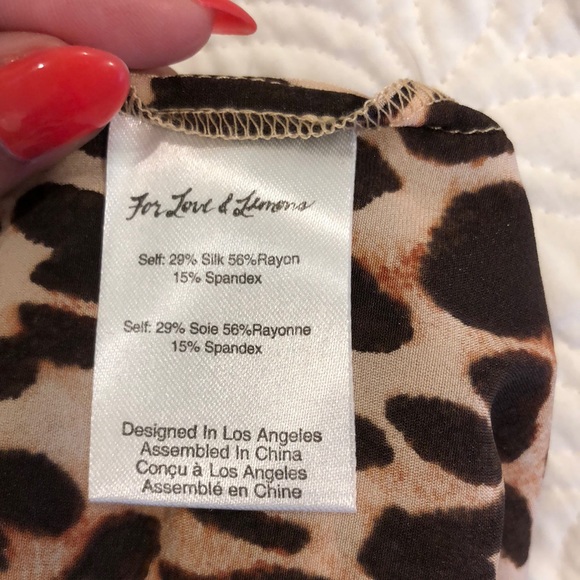 For Love & Lemons
Self: 29% Silk 56%Rayon
15% Spandex
Self: 29% Soie 56%Rayonne
15% Spandex
Designed In Los Angeles
Assembled In China
Conçu à Los Angeles
Assemblé en Chine